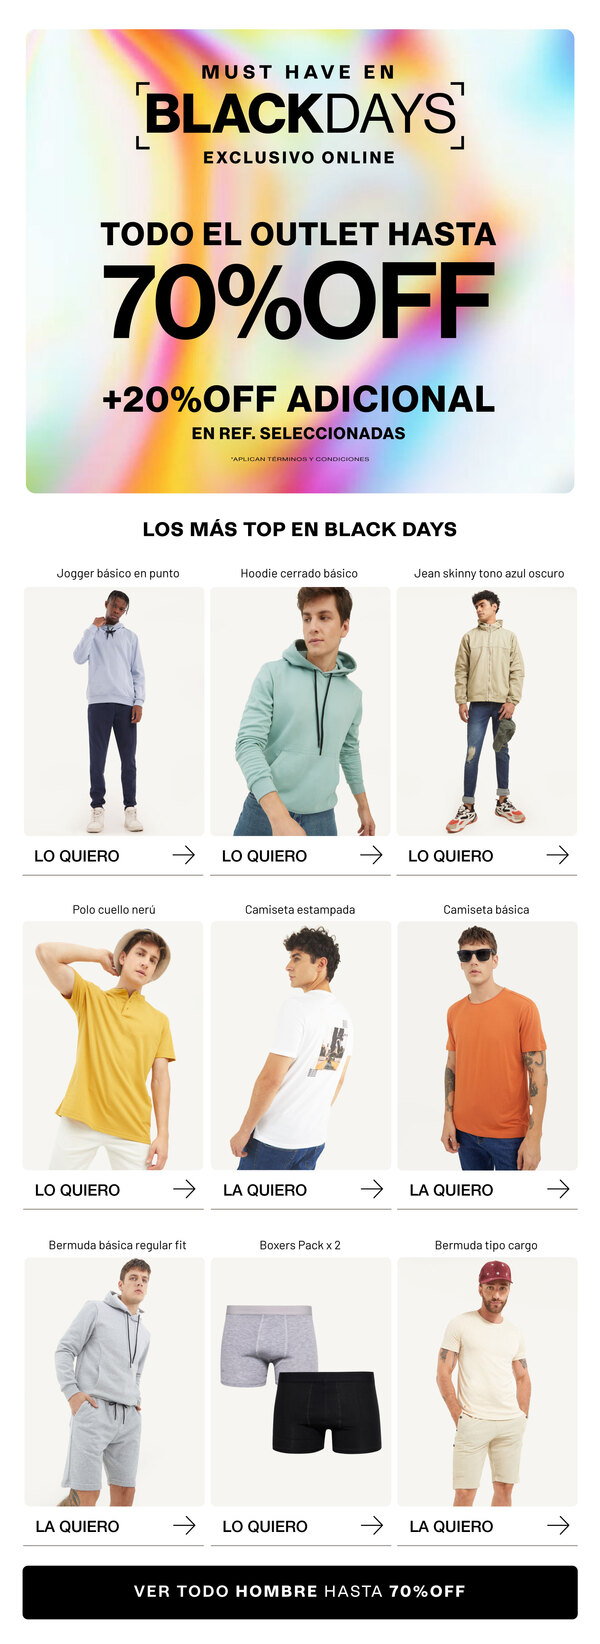 MUST HAVE EN
BLACKDAYS
EXCLUSIVO ONLINE
TODO EL OUTLET HASTA
70%OFF
+20%OFF ADICIONAL
EN REF. SELECCIONADAS
*APLICAN TÉRMINOS Y CONDICIONES
LOS MÁS TOP EN BLACK DAYS
Jogger básico en punto
Hoodie cerrado básico
Jean skinny tono azul oscuro
LO QUIERO
LO QUIERO
LO QUIERO
Polo cuello nerú
Camiseta estampada
Camiseta básica
LO QUIERO
LA QUIERO
LA QUIERO
Bermuda básica regular fit
Boxers Pack x 2
Bermuda tipo cargo
LA QUIERO
LO QUIERO
LA QUIERO
VER TODO HOMBRE HASTA 70%OFF